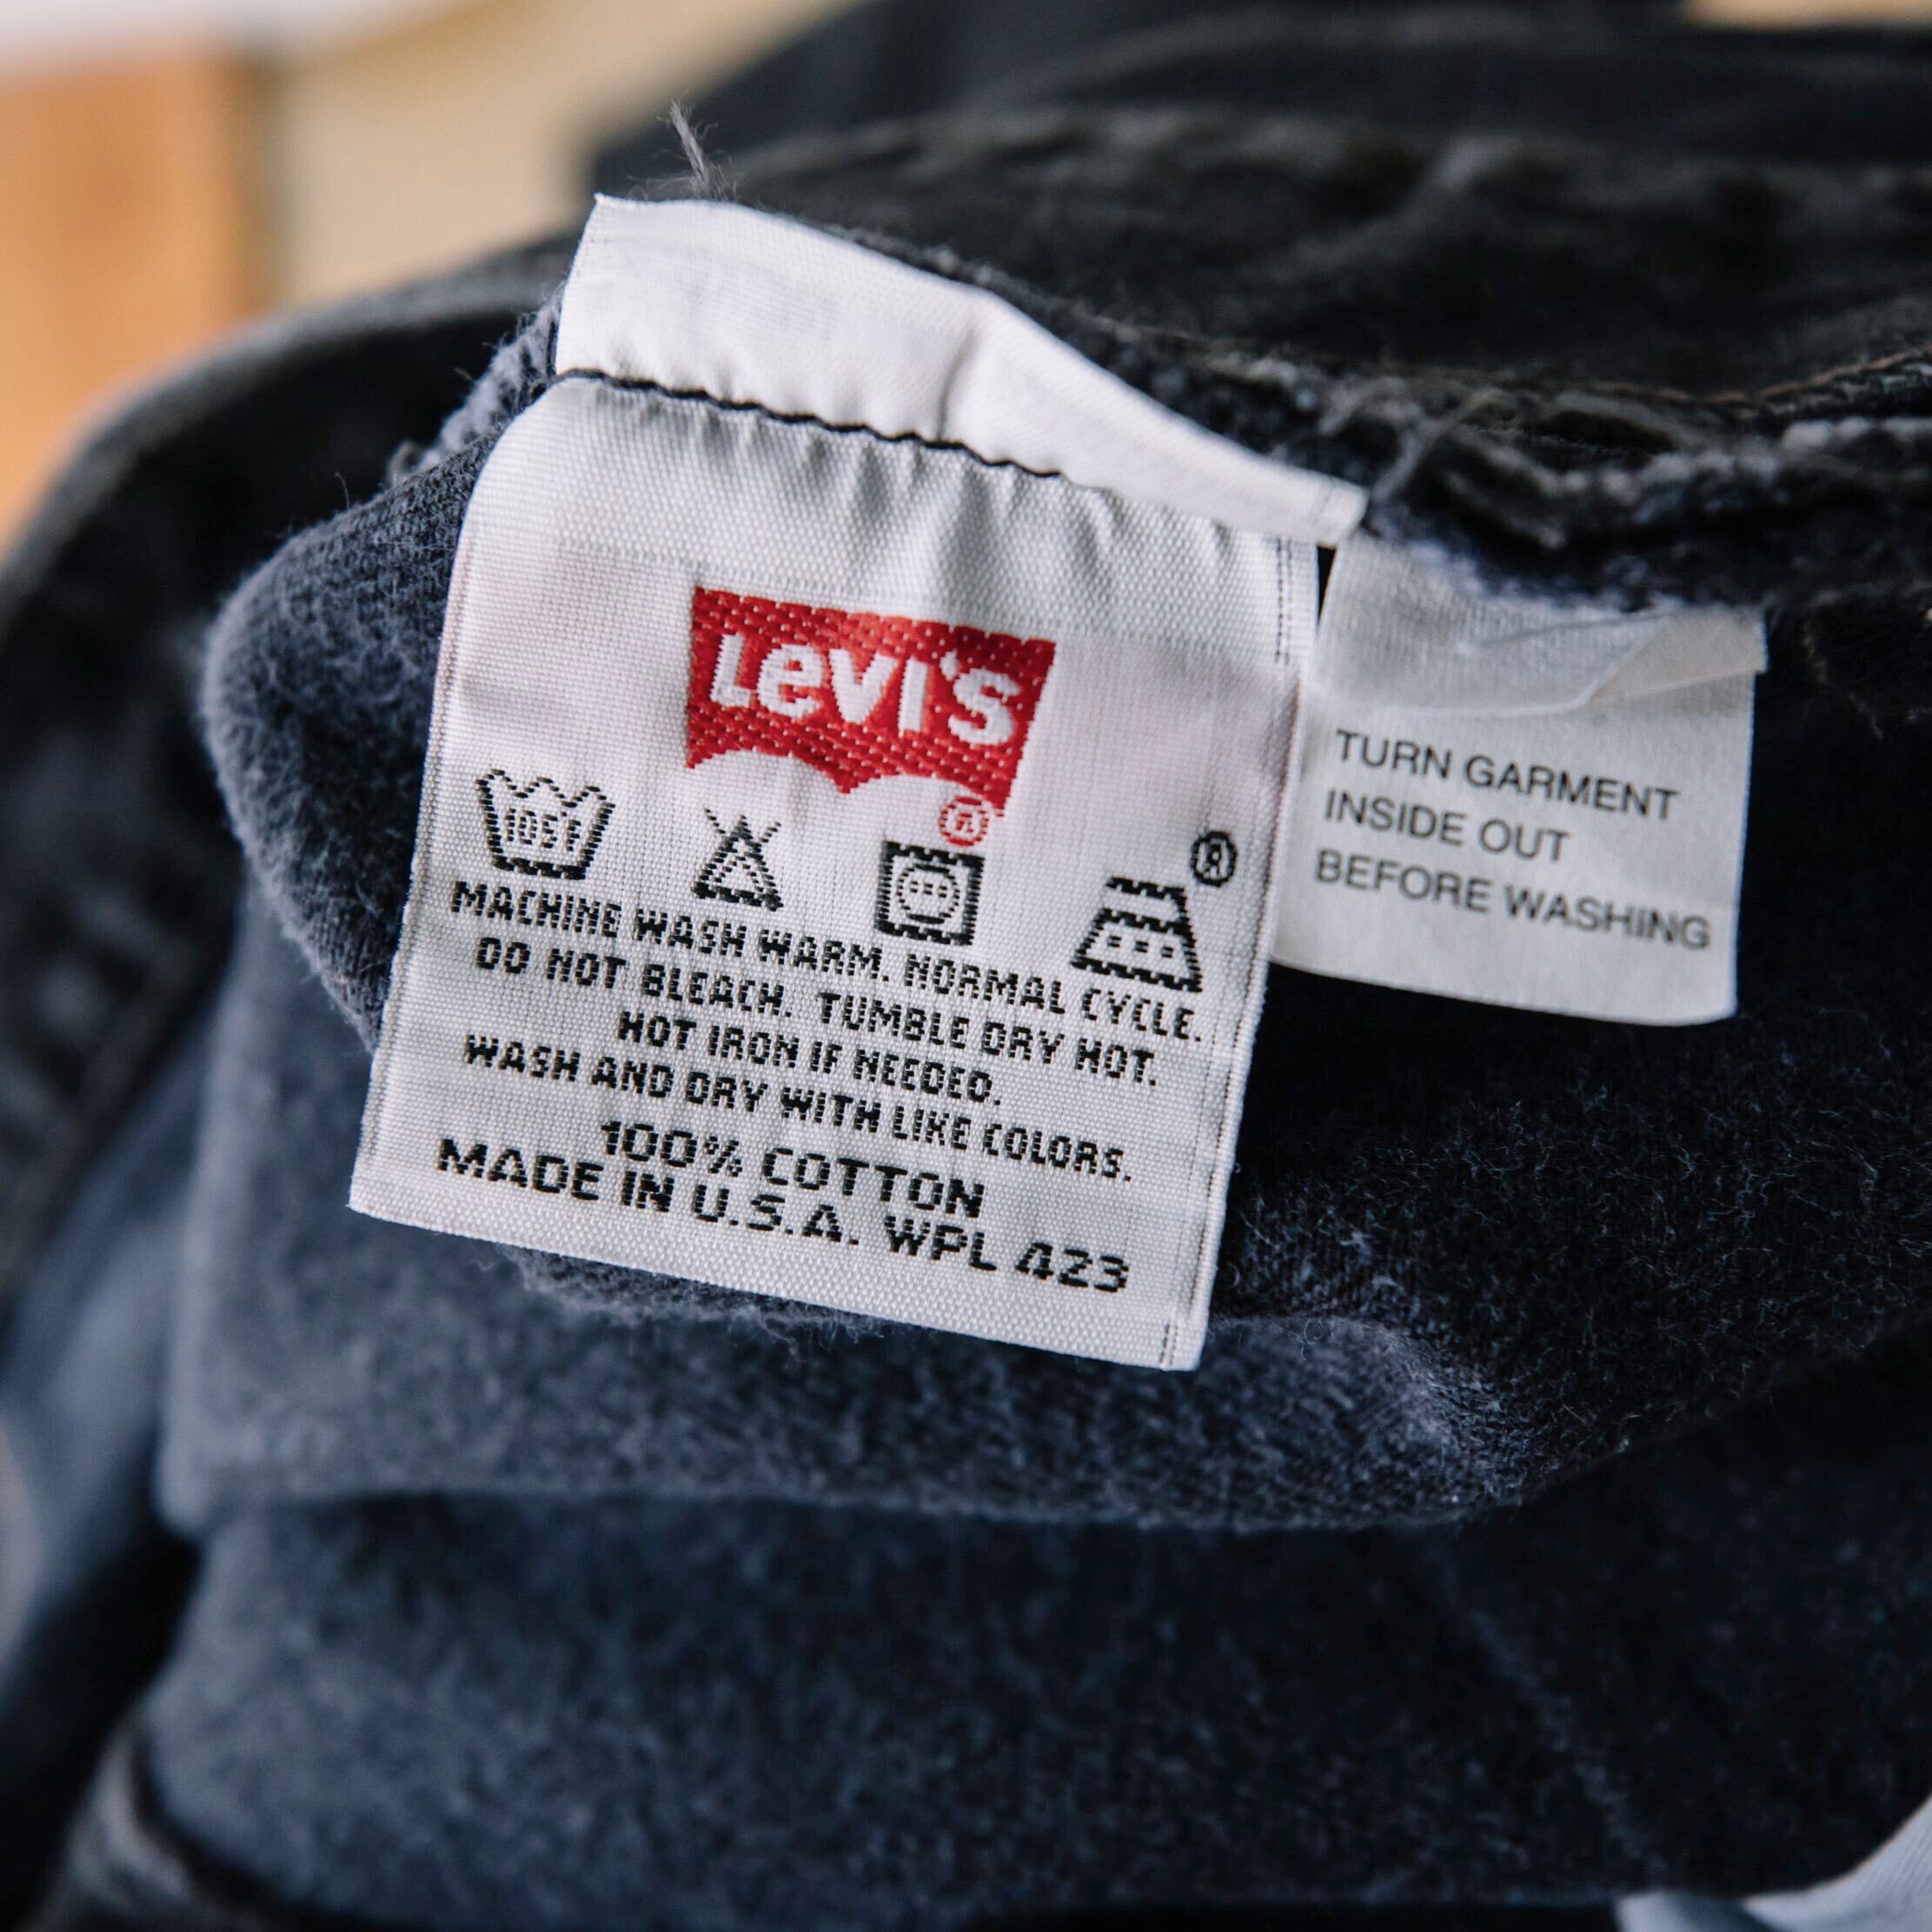 LEVI'S
®
105°F
®
MACHINE WASH WARM. NORMAL CYCLE.
DO NOT BLEACH. TUMBLE DRY HOT.
HOT IRON IF NEEDED.
WASH AND DRY WITH LIKE COLORS.
100% COTTON
MADE IN U.S.A. WPL 423
TURN GARMENT
INSIDE OUT
BEFORE WASHING